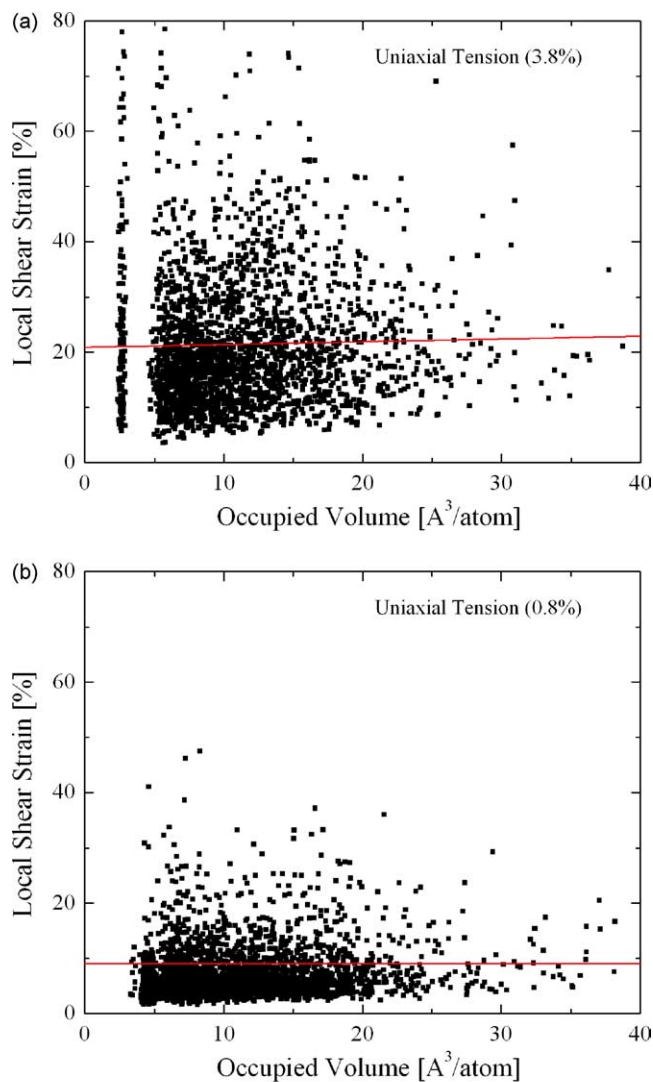 (a)
80
60
40
20
0
Local Shear Strain [%]
Uniaxial Tension (3.8%)
0 10 20 30 40
Occupied Volume [A³/atom]
(b)
80
60
40
20
0
Local Shear Strain [%]
Uniaxial Tension (0.8%)
0 10 20 30 40
Occupied Volume [A³/atom]